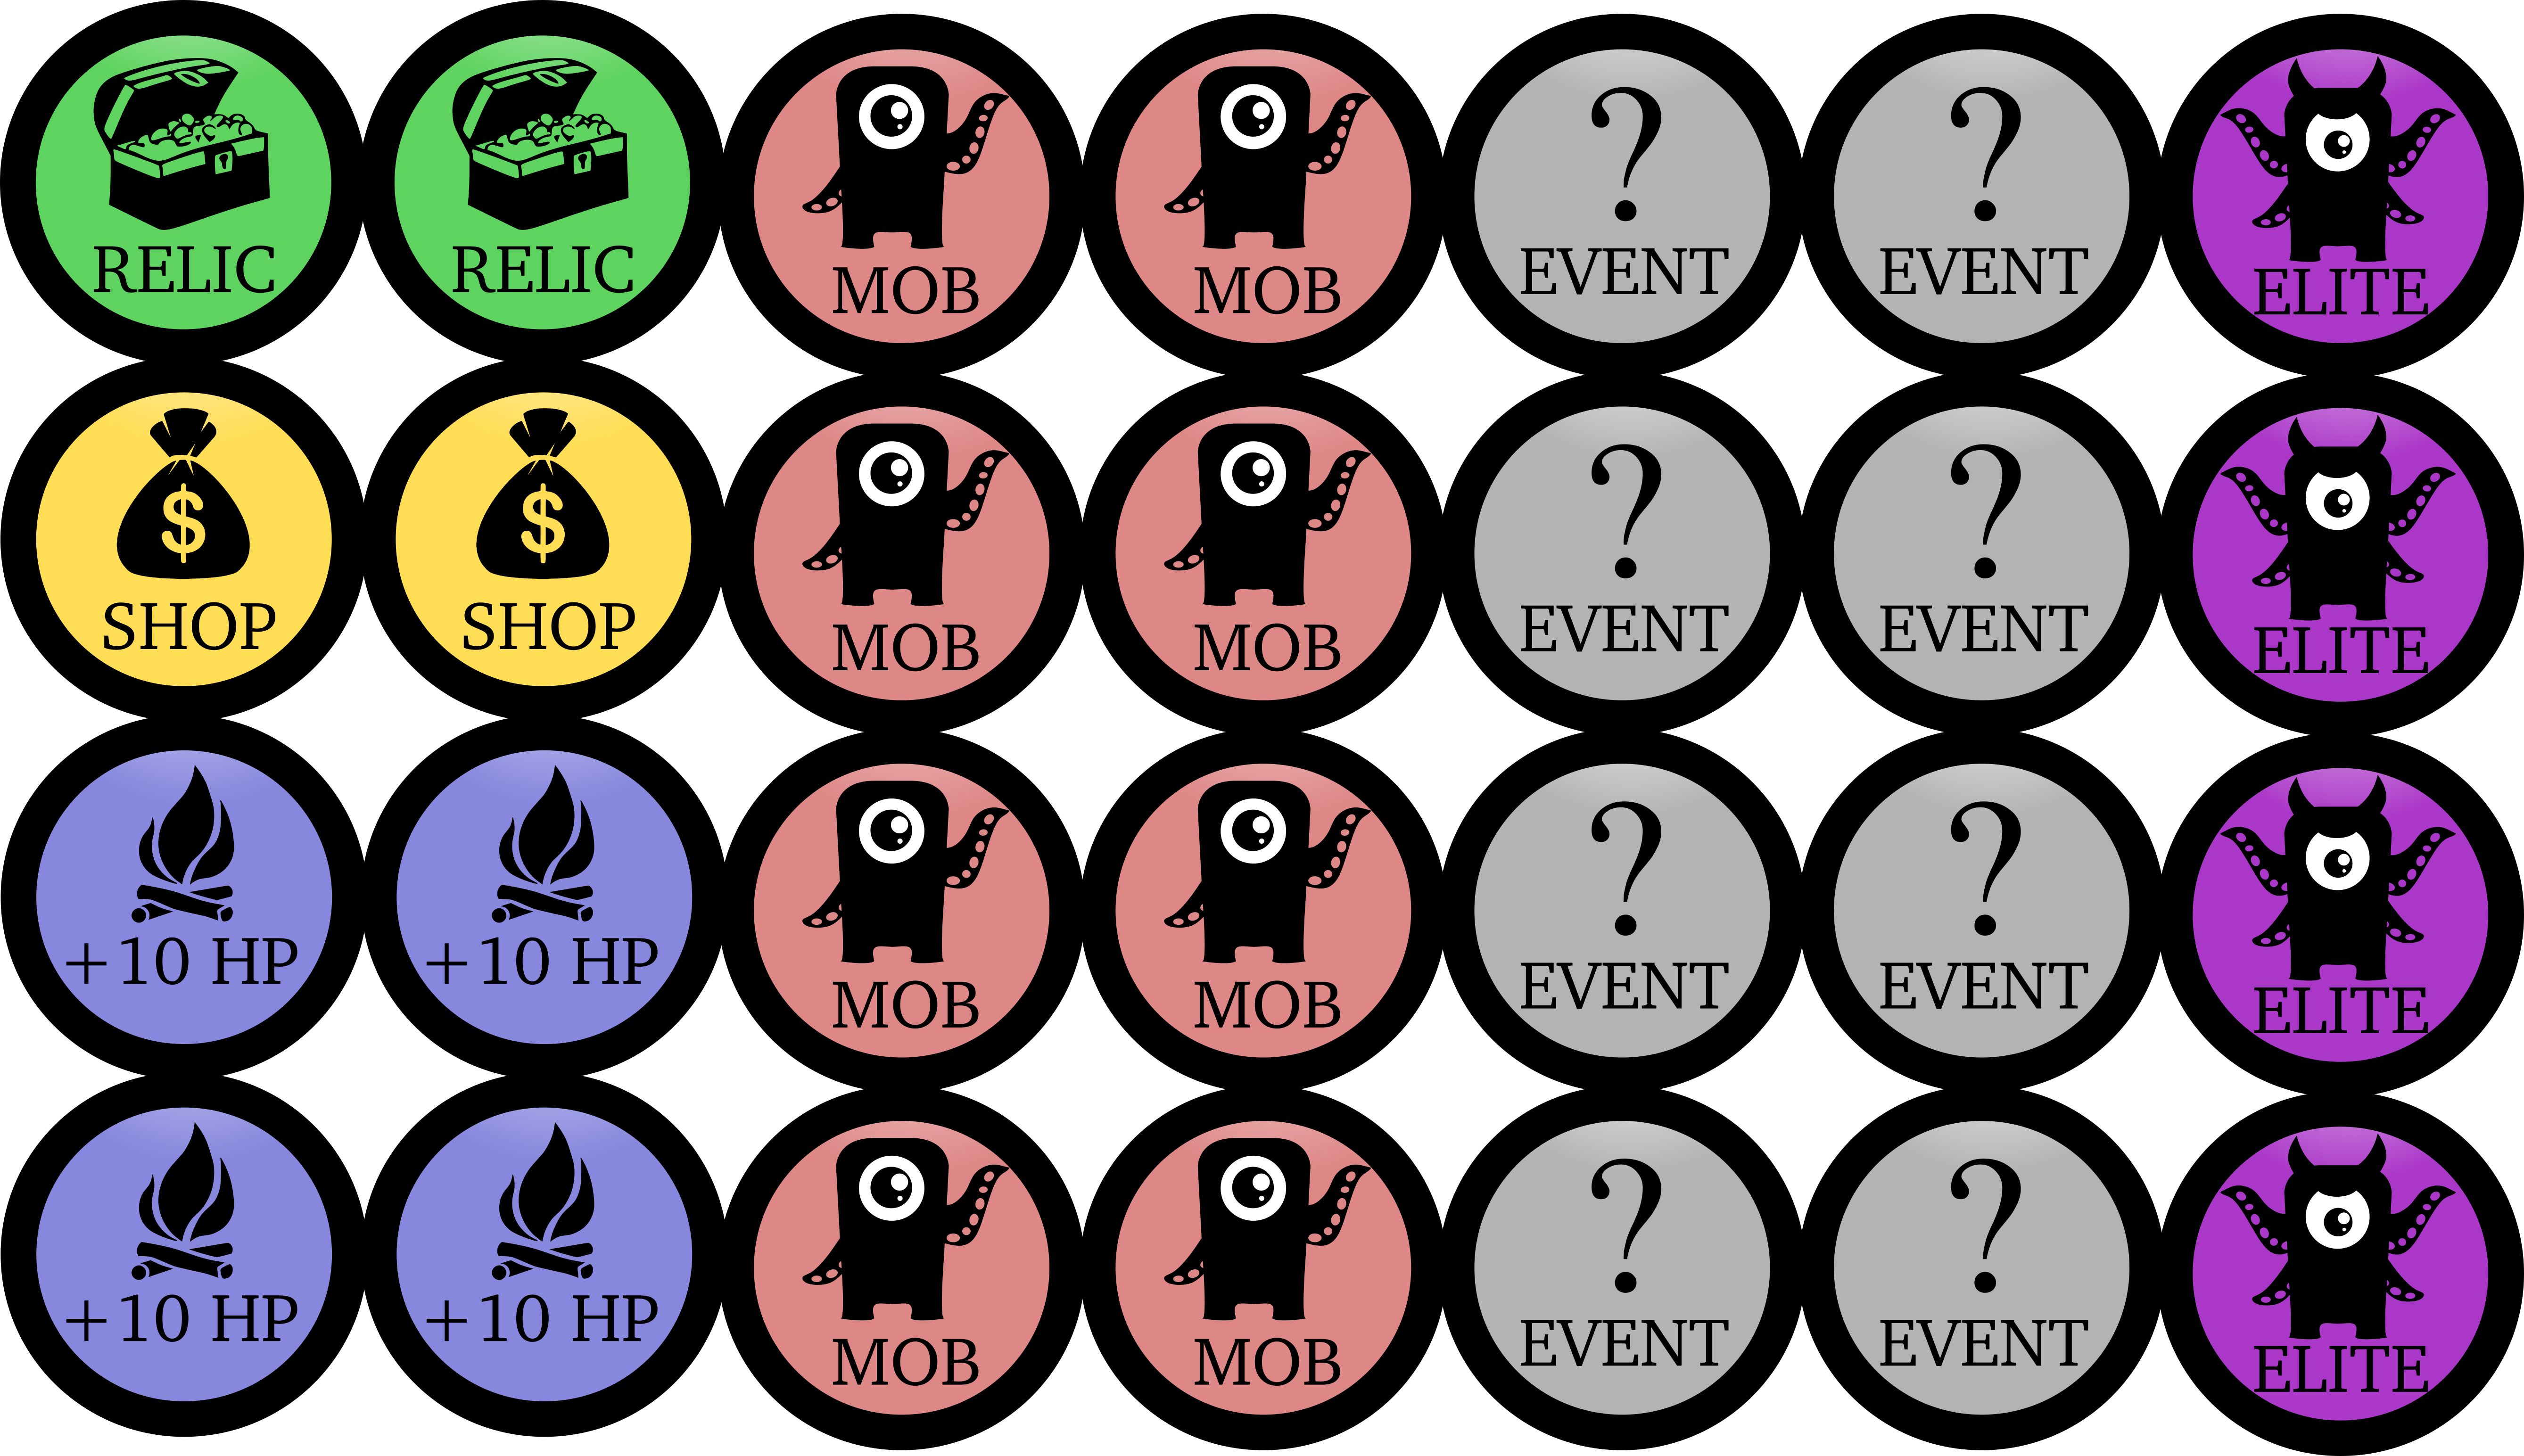 RELIC RELIC MOB MOB EVENT EVENT ELITE
$ $
SHOP SHOP MOB MOB EVENT EVENT ELITE
+10 HP +10 HP MOB MOB EVENT EVENT ELITE
+10 HP +10 HP MOB MOB EVENT EVENT ELITE